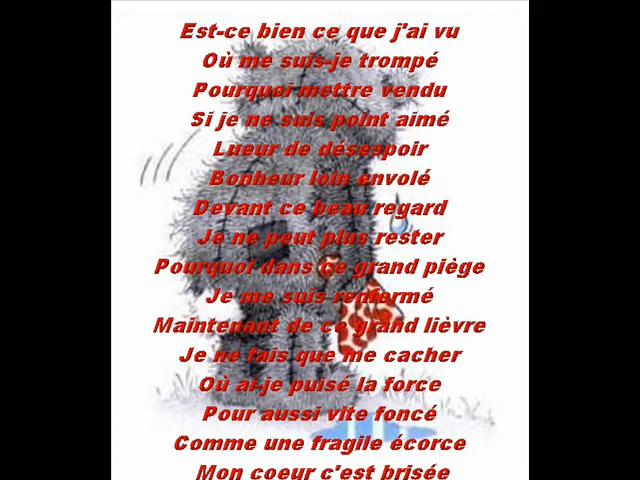 Est-ce bien ce que j'ai vu
Où me suis-je trompé
Pourquoi mettre vendu
Si je ne suis point aimé
Lueur de désespoir
Bonheur loin envolé
Devant ce beau regard
Je ne peut plus rester
Pourquoi dans ce grand piège
Je me suis renfermé
Maintenant de ce grand lièvre
Je ne fais que me cacher
Où ai-je puisé la force
Pour aussi vite foncé
Comme une fragile écorce
Mon coeur c'est brisée